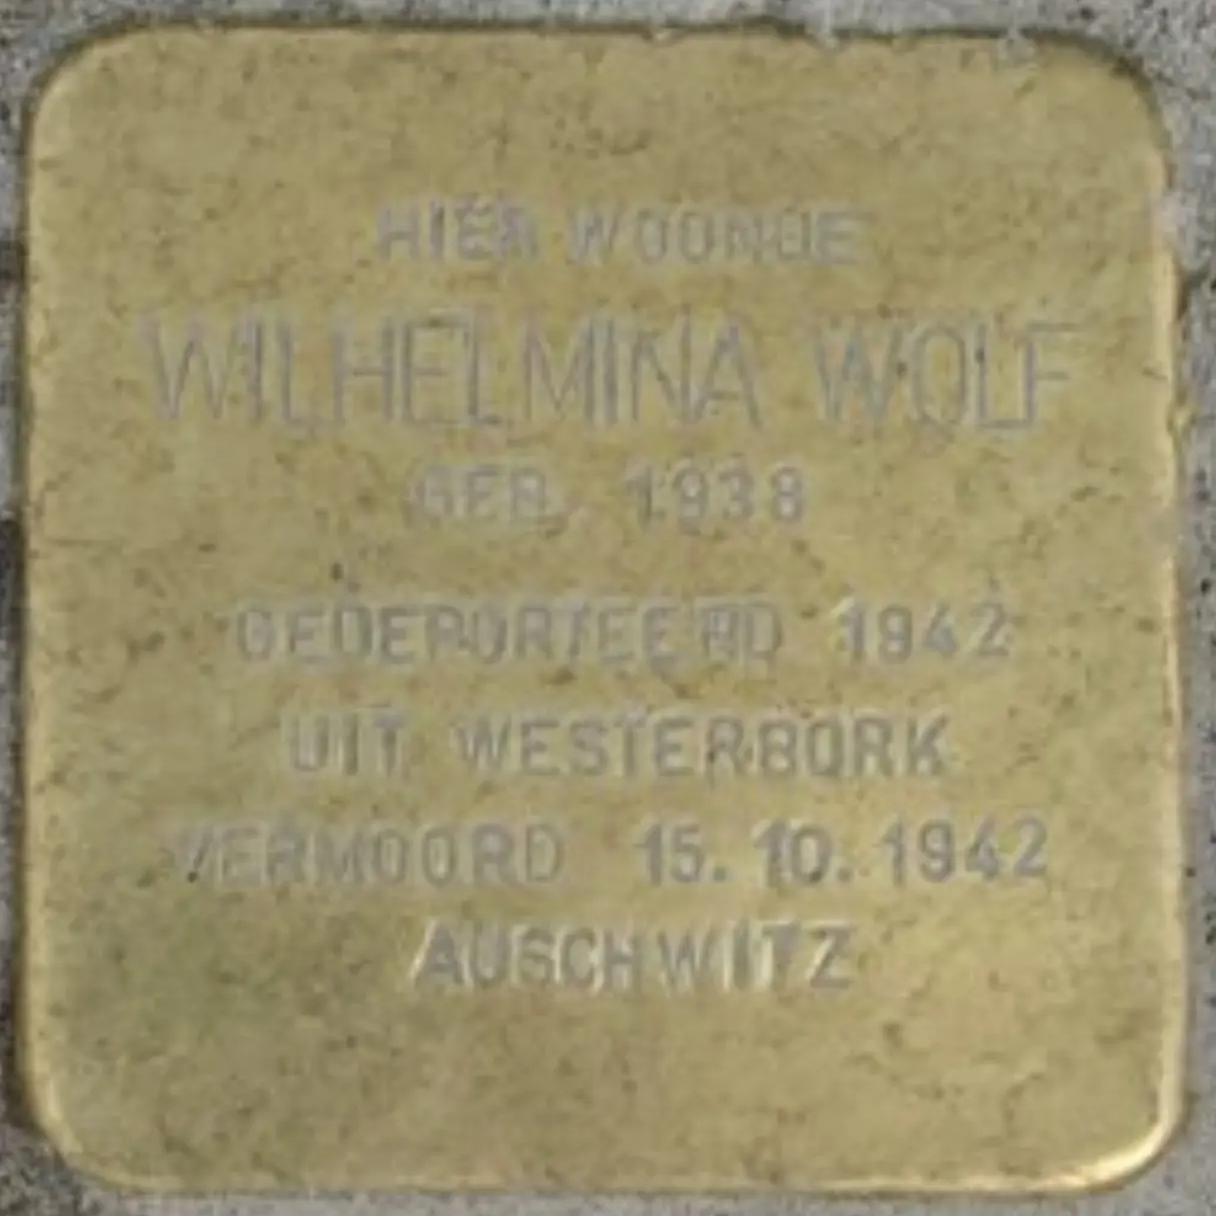 HIER WOONDE
WILHELMINA WOLF
GEB. 1938
GEDEPORTEERD 1942
UIT WESTERBORK
VERMOORD 15.10.1942
AUSCHWITZ